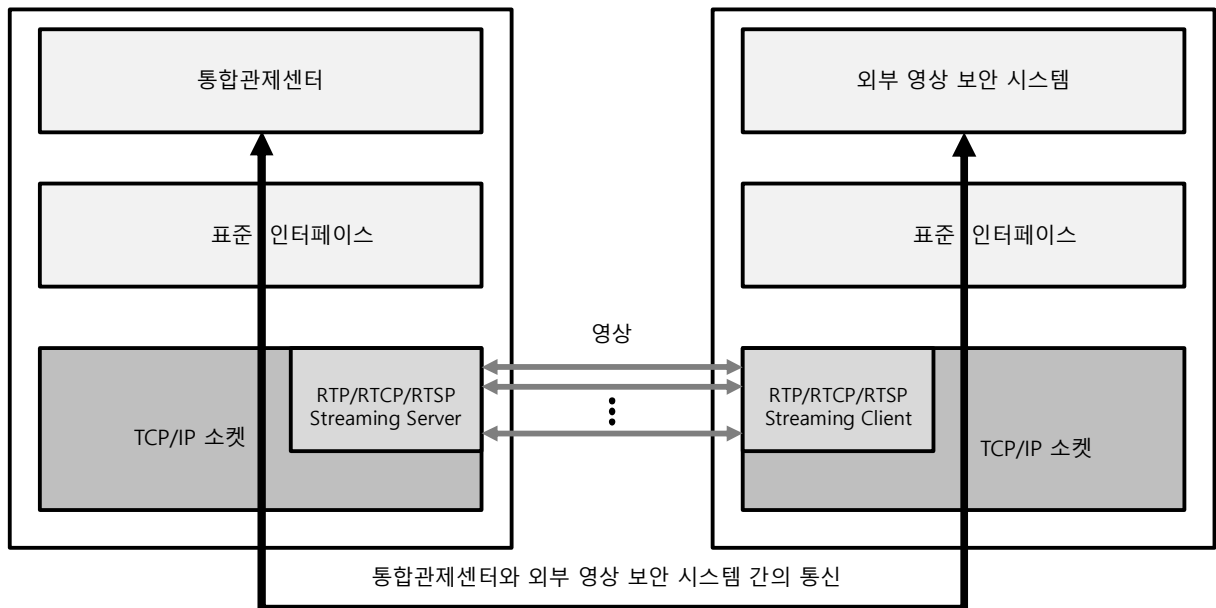 통합관제센터
외부 영상 보안 시스템
표준 인터페이스
표준 인터페이스
영상
RTP/RTCP/RTSP
Streaming Server
TCP/IP 소켓
RTP/RTCP/RTSP
Streaming Client
TCP/IP 소켓
통합관제센터와 외부 영상 보안 시스템 간의 통신